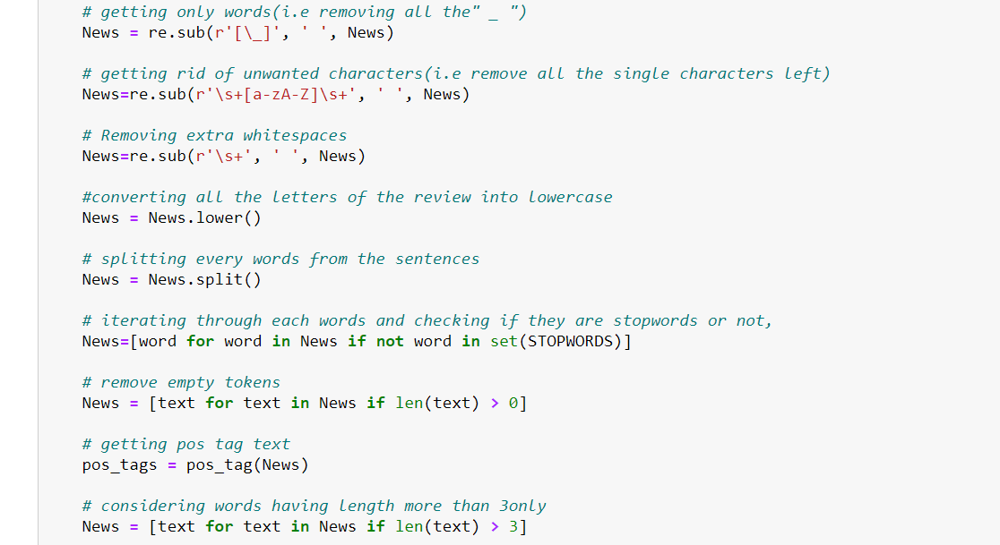 # getting only words(i.e removing all the" _ ")
News = re.sub(r'[\_]', ' ', News)
# getting rid of unwanted characters(i.e remove all the single characters left)
News=re.sub(r'\s+[a-zA-Z]\s+', ' ', News)
# Removing extra whitespaces
News=re.sub(r'\s+', ' ', News)
#converting all the letters of the review into lowercase
News = News.lower()
# splitting every words from the sentences
News = News.split()
# iterating through each words and checking if they are stopwords or not,
News=[word for word in News if not word in set(STOPWORDS)]
# remove empty tokens
News = [text for text in News if len(text) > 0]
# getting pos tag text
pos_tags = pos_tag(News)
# considering words having length more than 3only
News = [text for text in News if len(text) > 3]